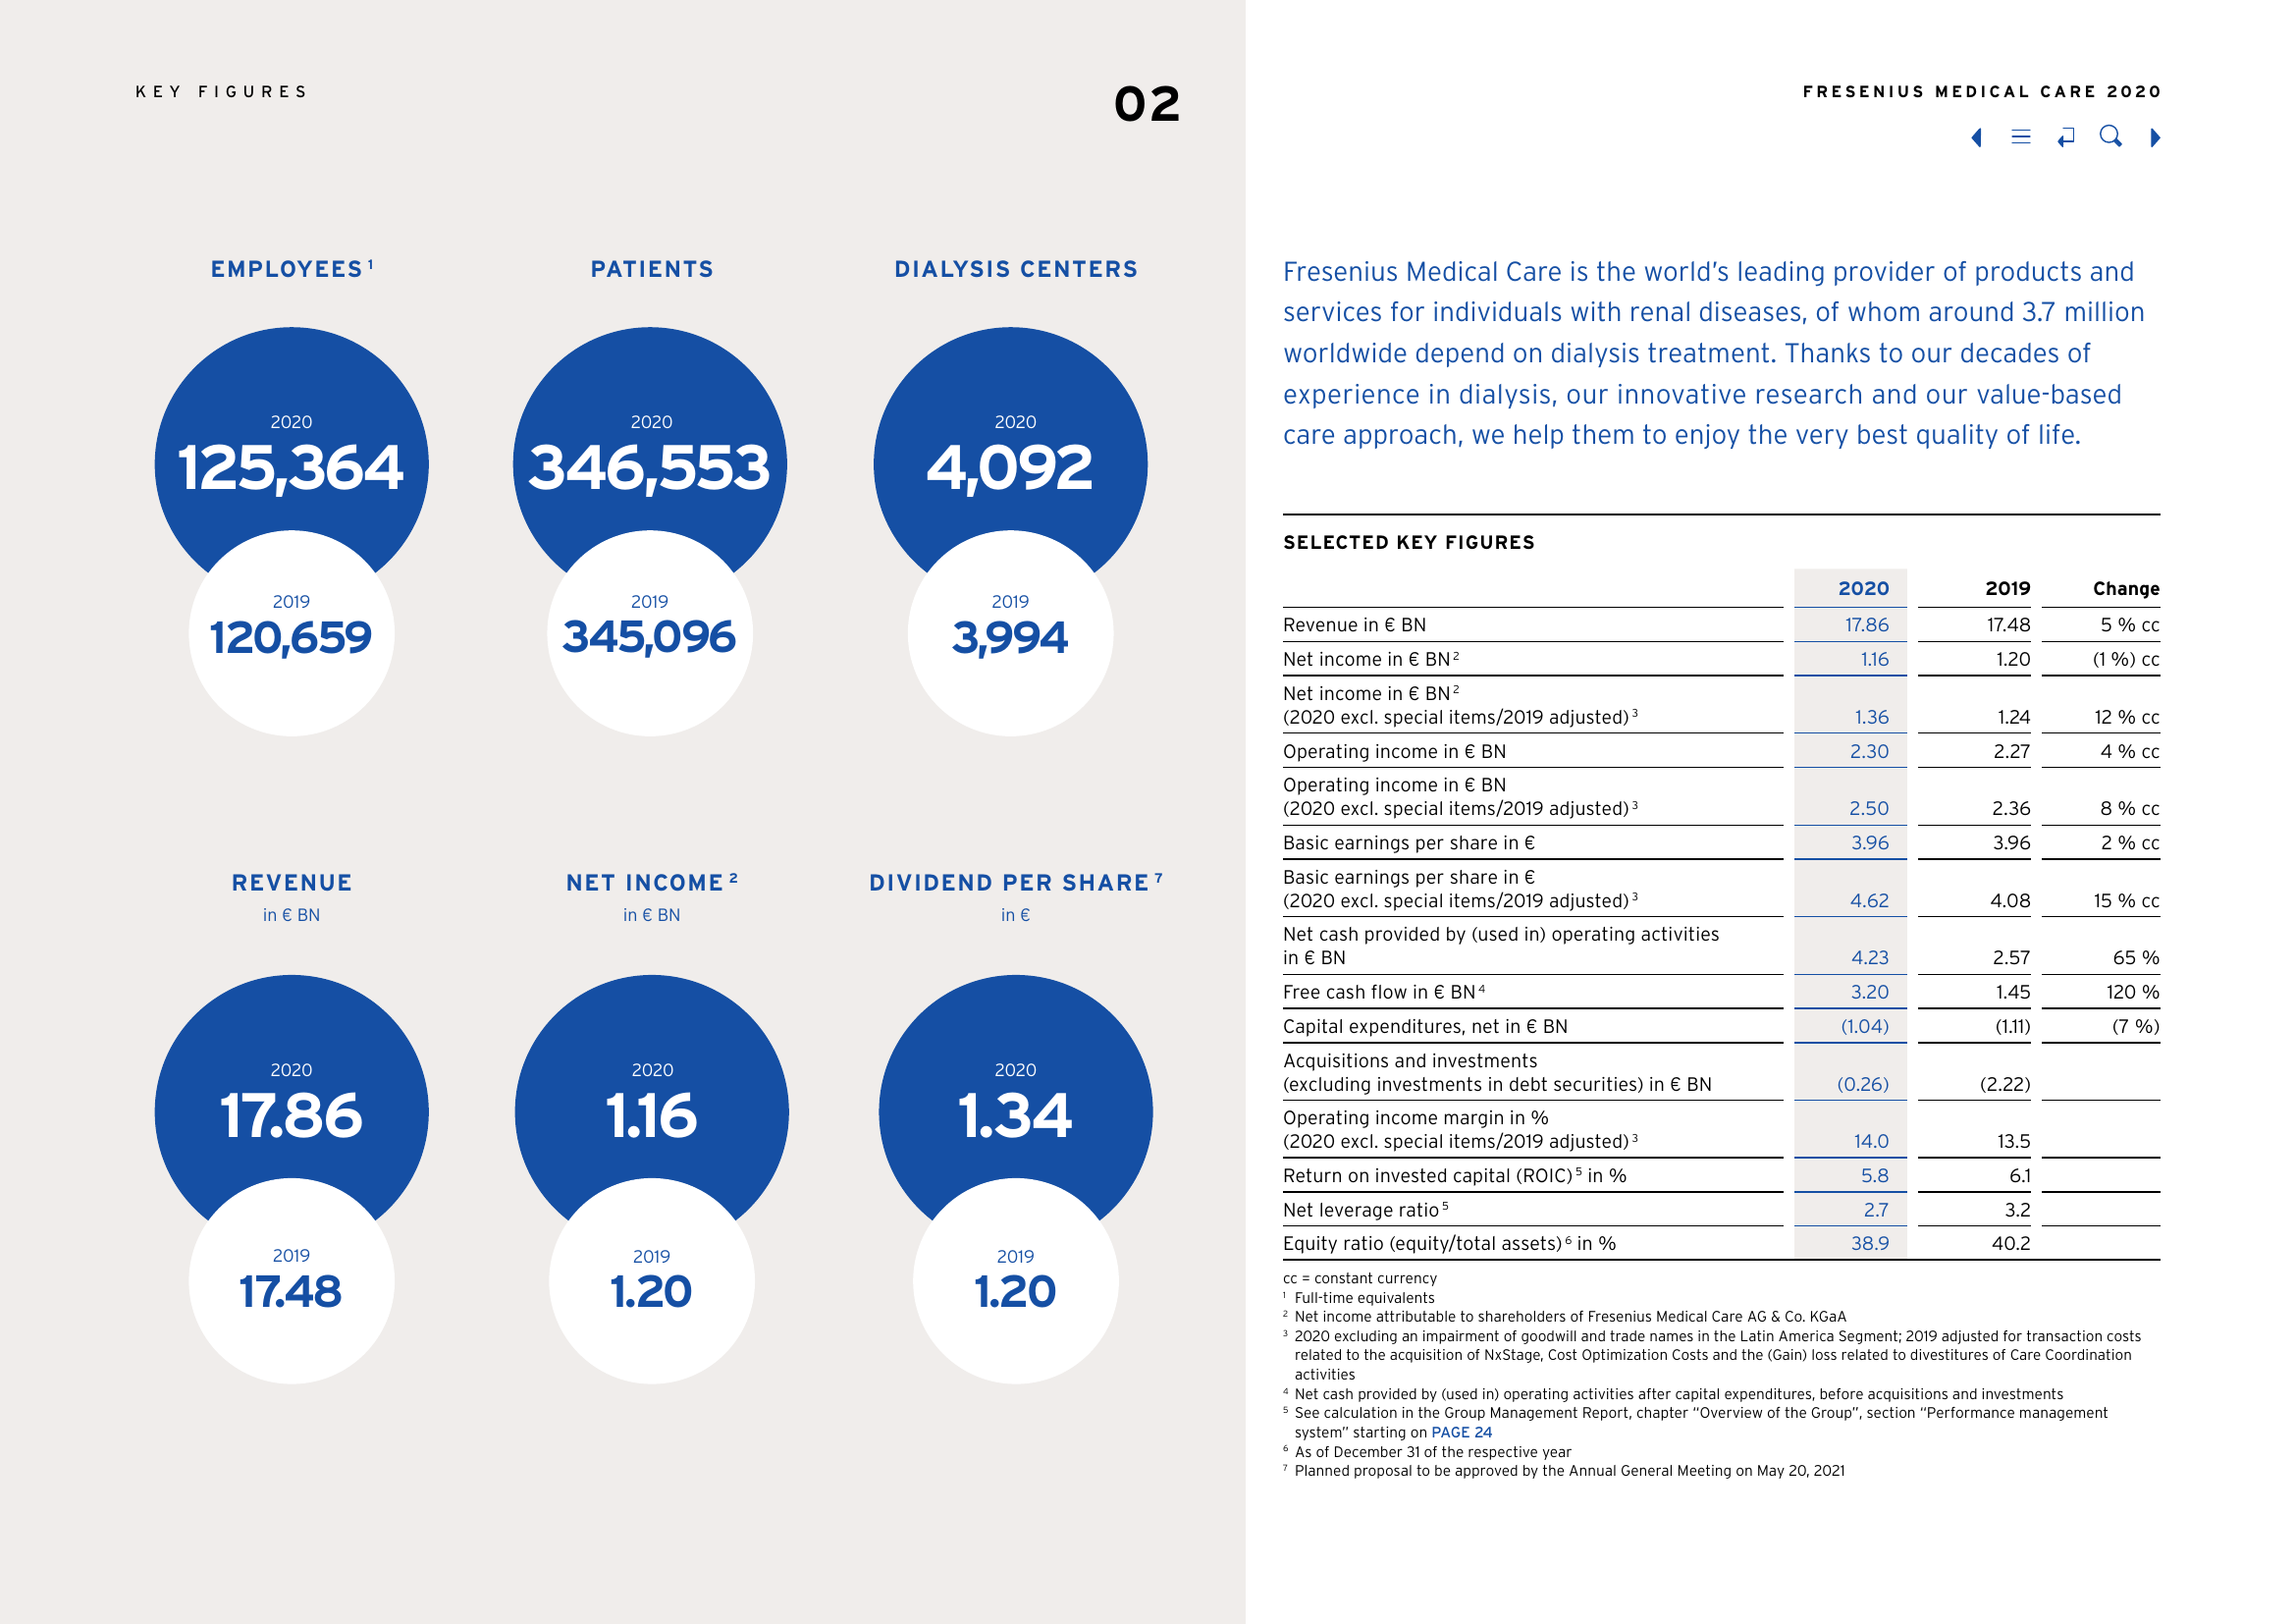 KEY FIGURES
02
FRESENIUS MEDICAL CARE 2020
EMPLOYEES ¹
2020
125,364
2019
120,659
PATIENTS
2020
346,553
2019
345,096
DIALYSIS CENTERS
2020
4,092
2019
3,994
REVENUE
in € BN
2020
17.86
2019
17.48
NET INCOME ²
in € BN
2020
1.16
2019
1.20
DIVIDEND PER SHARE ⁷
in €
2020
1.34
2019
1.20
Fresenius Medical Care is the world’s leading provider of products and
services for individuals with renal diseases, of whom around 3.7 million
worldwide depend on dialysis treatment. Thanks to our decades of
experience in dialysis, our innovative research and our value-based
care approach, we help them to enjoy the very best quality of life.
SELECTED KEY FIGURES
2020 2019 Change
Revenue in € BN 17.86 17.48 5 % cc
Net income in € BN ² 1.16 1.20 (1 %) cc
Net income in € BN ²
(2020 excl. special items/2019 adjusted) ³ 1.36 1.24 12 % cc
Operating income in € BN 2.30 2.27 4 % cc
Operating income in € BN
(2020 excl. special items/2019 adjusted) ³ 2.50 2.36 8 % cc
Basic earnings per share in € 3.96 3.96 2 % cc
Basic earnings per share in €
(2020 excl. special items/2019 adjusted) ³ 4.62 4.08 15 % cc
Net cash provided by (used in) operating activities
in € BN 4.23 2.57 65 %
Free cash flow in € BN ⁴ 3.20 1.45 120 %
Capital expenditures, net in € BN (1.04) (1.11) (7 %)
Acquisitions and investments
(excluding investments in debt securities) in € BN (0.26) (2.22)
Operating income margin in %
(2020 excl. special items/2019 adjusted) ³ 14.0 13.5
Return on invested capital (ROIC) ⁵ in % 5.8 6.1
Net leverage ratio ⁵ 2.7 3.2
Equity ratio (equity/total assets) ⁶ in % 38.9 40.2
cc = constant currency
¹ Full-time equivalents
² Net income attributable to shareholders of Fresenius Medical Care AG & Co. KGaA
³ 2020 excluding an impairment of goodwill and trade names in the Latin America Segment; 2019 adjusted for transaction costs
related to the acquisition of NxStage, Cost Optimization Costs and the (Gain) loss related to divestitures of Care Coordination
activities
⁴ Net cash provided by (used in) operating activities after capital expenditures, before acquisitions and investments
⁵ See calculation in the Group Management Report, chapter “Overview of the Group”, section “Performance management
system” starting on PAGE 24
⁶ As of December 31 of the respective year
⁷ Planned proposal to be approved by the Annual General Meeting on May 20, 2021